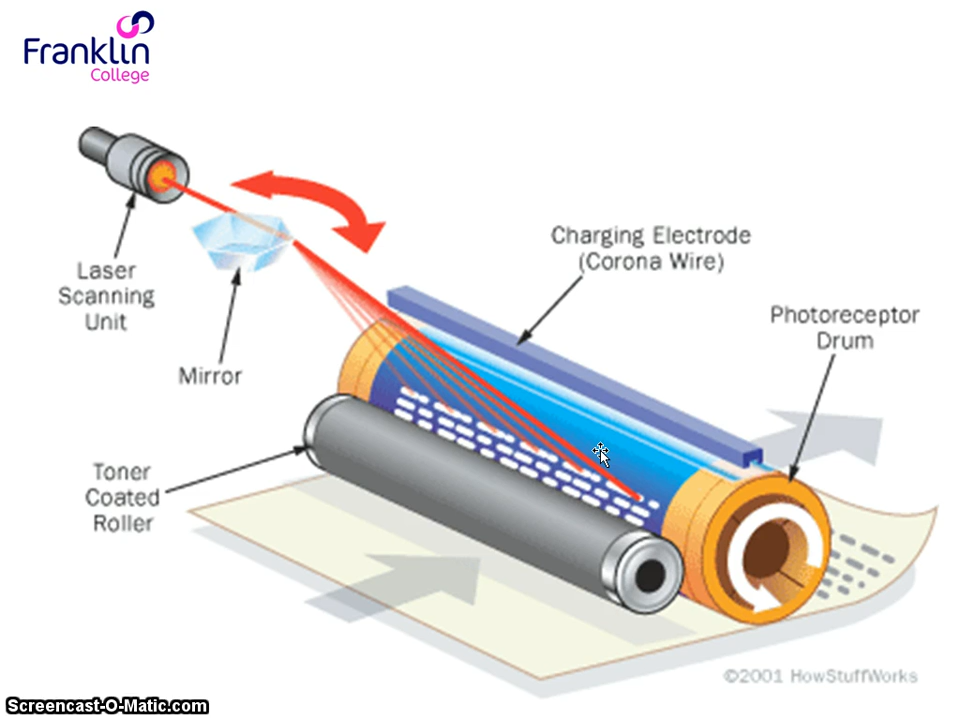 Franklin
College
Charging Electrode
(Corona Wire)
Laser
Scanning
Unit
Photoreceptor
Drum
Mirror
Toner
Coated
Roller
©2001 HowStuffWorks
Screencast-O-Matic.com